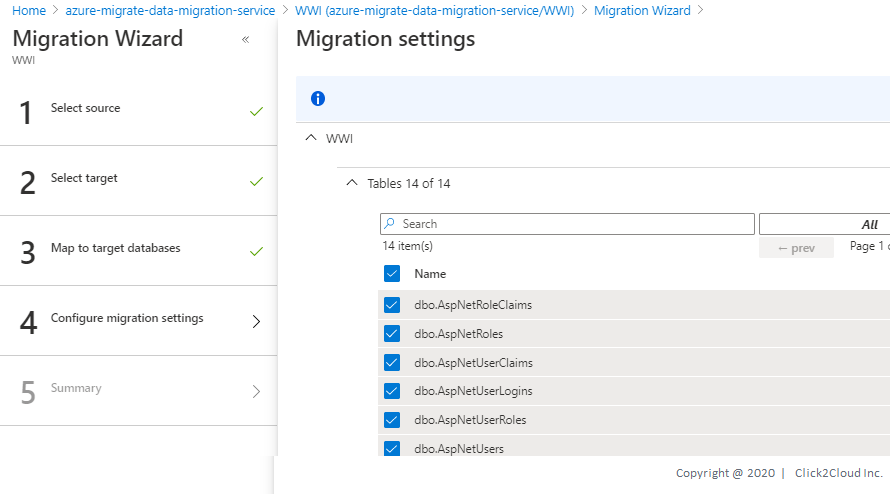 Home > azure-migrate-data-migration-service > WWI (azure-migrate-data-migration-service/WWI) > Migration Wizard >
Migration Wizard «
WWI
1 Select source
2 Select target
3 Map to target databases
4 Configure migration settings
5 Summary
Migration settings
WWI
Tables 14 of 14
Search All
14 item(s) ← prev Page 1
Name
dbo.AspNetRoleClaims
dbo.AspNetRoles
dbo.AspNetUserClaims
dbo.AspNetUserLogins
dbo.AspNetUserRoles
dbo.AspNetUsers
Copyright @ 2020 | Click2Cloud Inc.